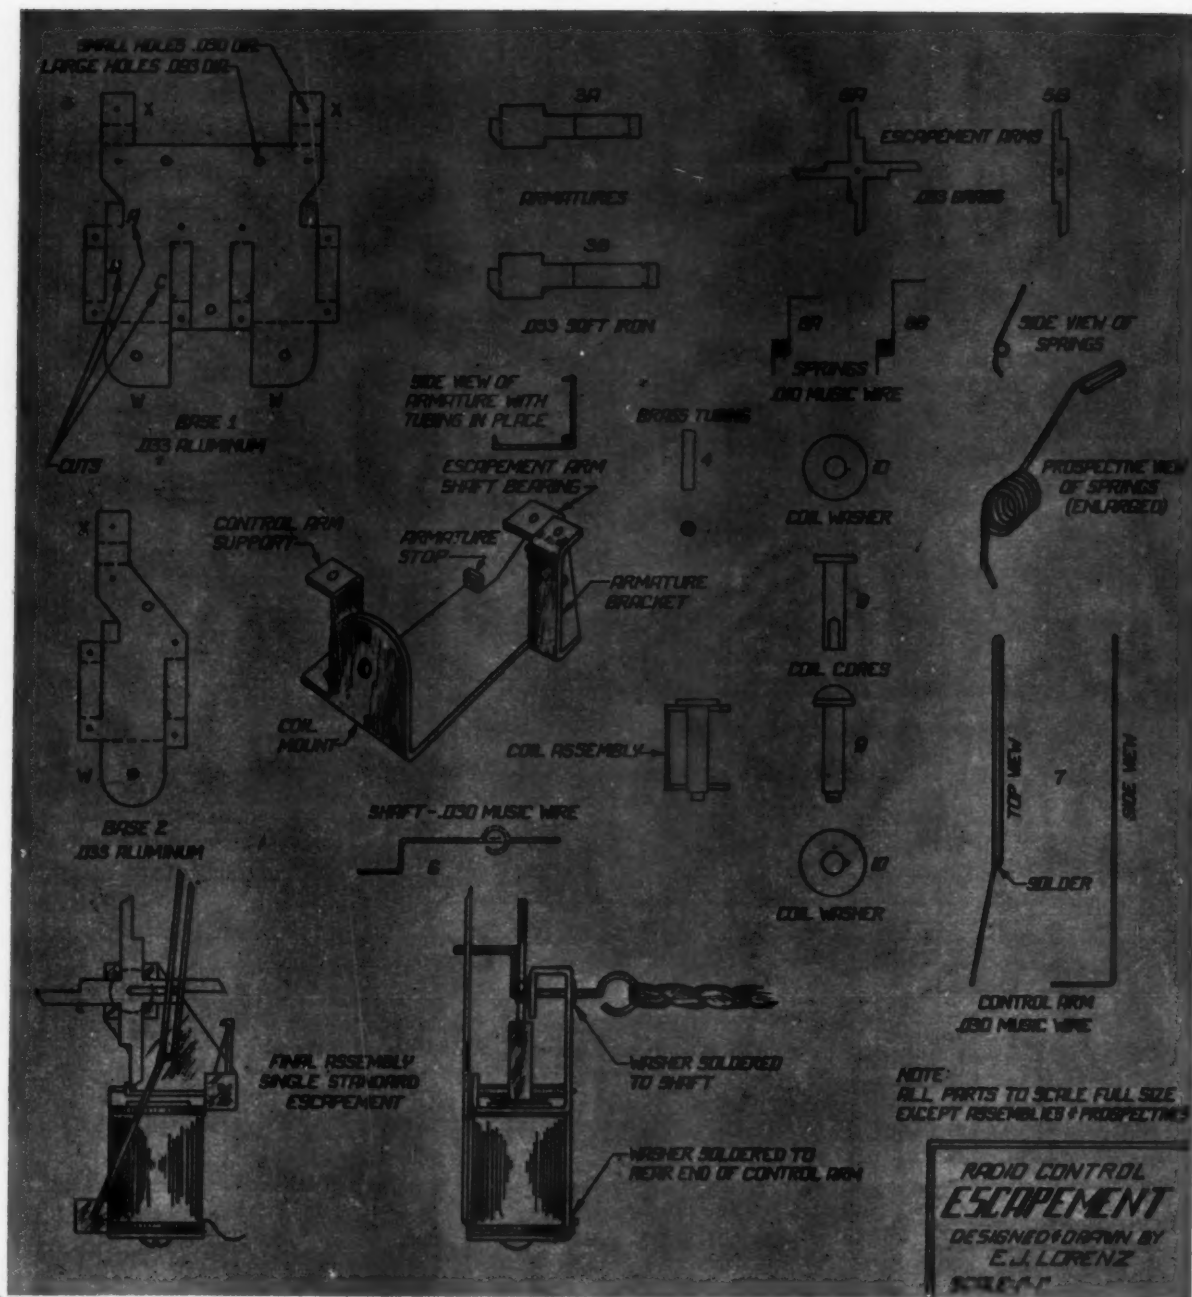 SMALL HOLES .030 DIA.
LARGE HOLES .093 DIA.
X
X
A
B
C
W
W
BASE 1
.033 ALUMINUM
CUTS
3A
ARMATURES
3B
.033 SOFT IRON
5A
5B
ESCAPEMENT ARMS
.033 BRASS
8A
8B
SPRINGS
.010 MUSIC WIRE
SIDE VIEW OF
SPRINGS
SIDE VIEW OF
ARMATURE WITH
TUBING IN PLACE
BRASS TUBING
4
10
COIL WASHER
PROSPECTIVE VIEW
OF SPRINGS
(ENLARGED)
ESCAPEMENT ARM
SHAFT BEARING
CONTROL ARM
SUPPORT
ARMATURE
STOP
ARMATURE
BRACKET
COIL
MOUNT
X
W
BASE 2
.033 ALUMINUM
9
COIL CORES
9
COIL ASSEMBLY
10
COIL WASHER
SHAFT-.030 MUSIC WIRE
6
TOP VIEW
7
SIDE VIEW
SOLDER
CONTROL ARM
.030 MUSIC WIRE
FINAL ASSEMBLY
SINGLE STANDARD
ESCAPEMENT
WASHER SOLDERED
TO SHAFT
WASHER SOLDERED TO
REAR END OF CONTROL ARM
NOTE:
ALL PARTS TO SCALE FULL SIZE
EXCEPT ASSEMBLIES & PROSPECTIVES
RADIO CONTROL
ESCAPEMENT
DESIGNED & DRAWN BY
E.J. LORENZ
SCALE: